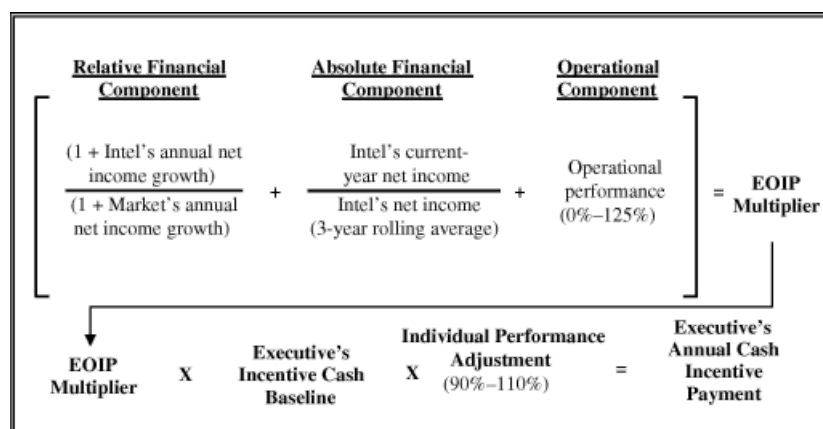 Relative Financial
Component
Absolute Financial
Component
Operational
Component
(1 + Intel's annual net
income growth)
(1 + Market's annual
net income growth)
+
Intel's current-
year net income
Intel's net income
(3-year rolling average)
+
Operational
performance
(0%–125%)
=
EOIP
Multiplier
EOIP
Multiplier
X
Executive's
Incentive Cash
Baseline
X
Individual Performance
Adjustment
(90%–110%)
=
Executive's
Annual Cash
Incentive
Payment